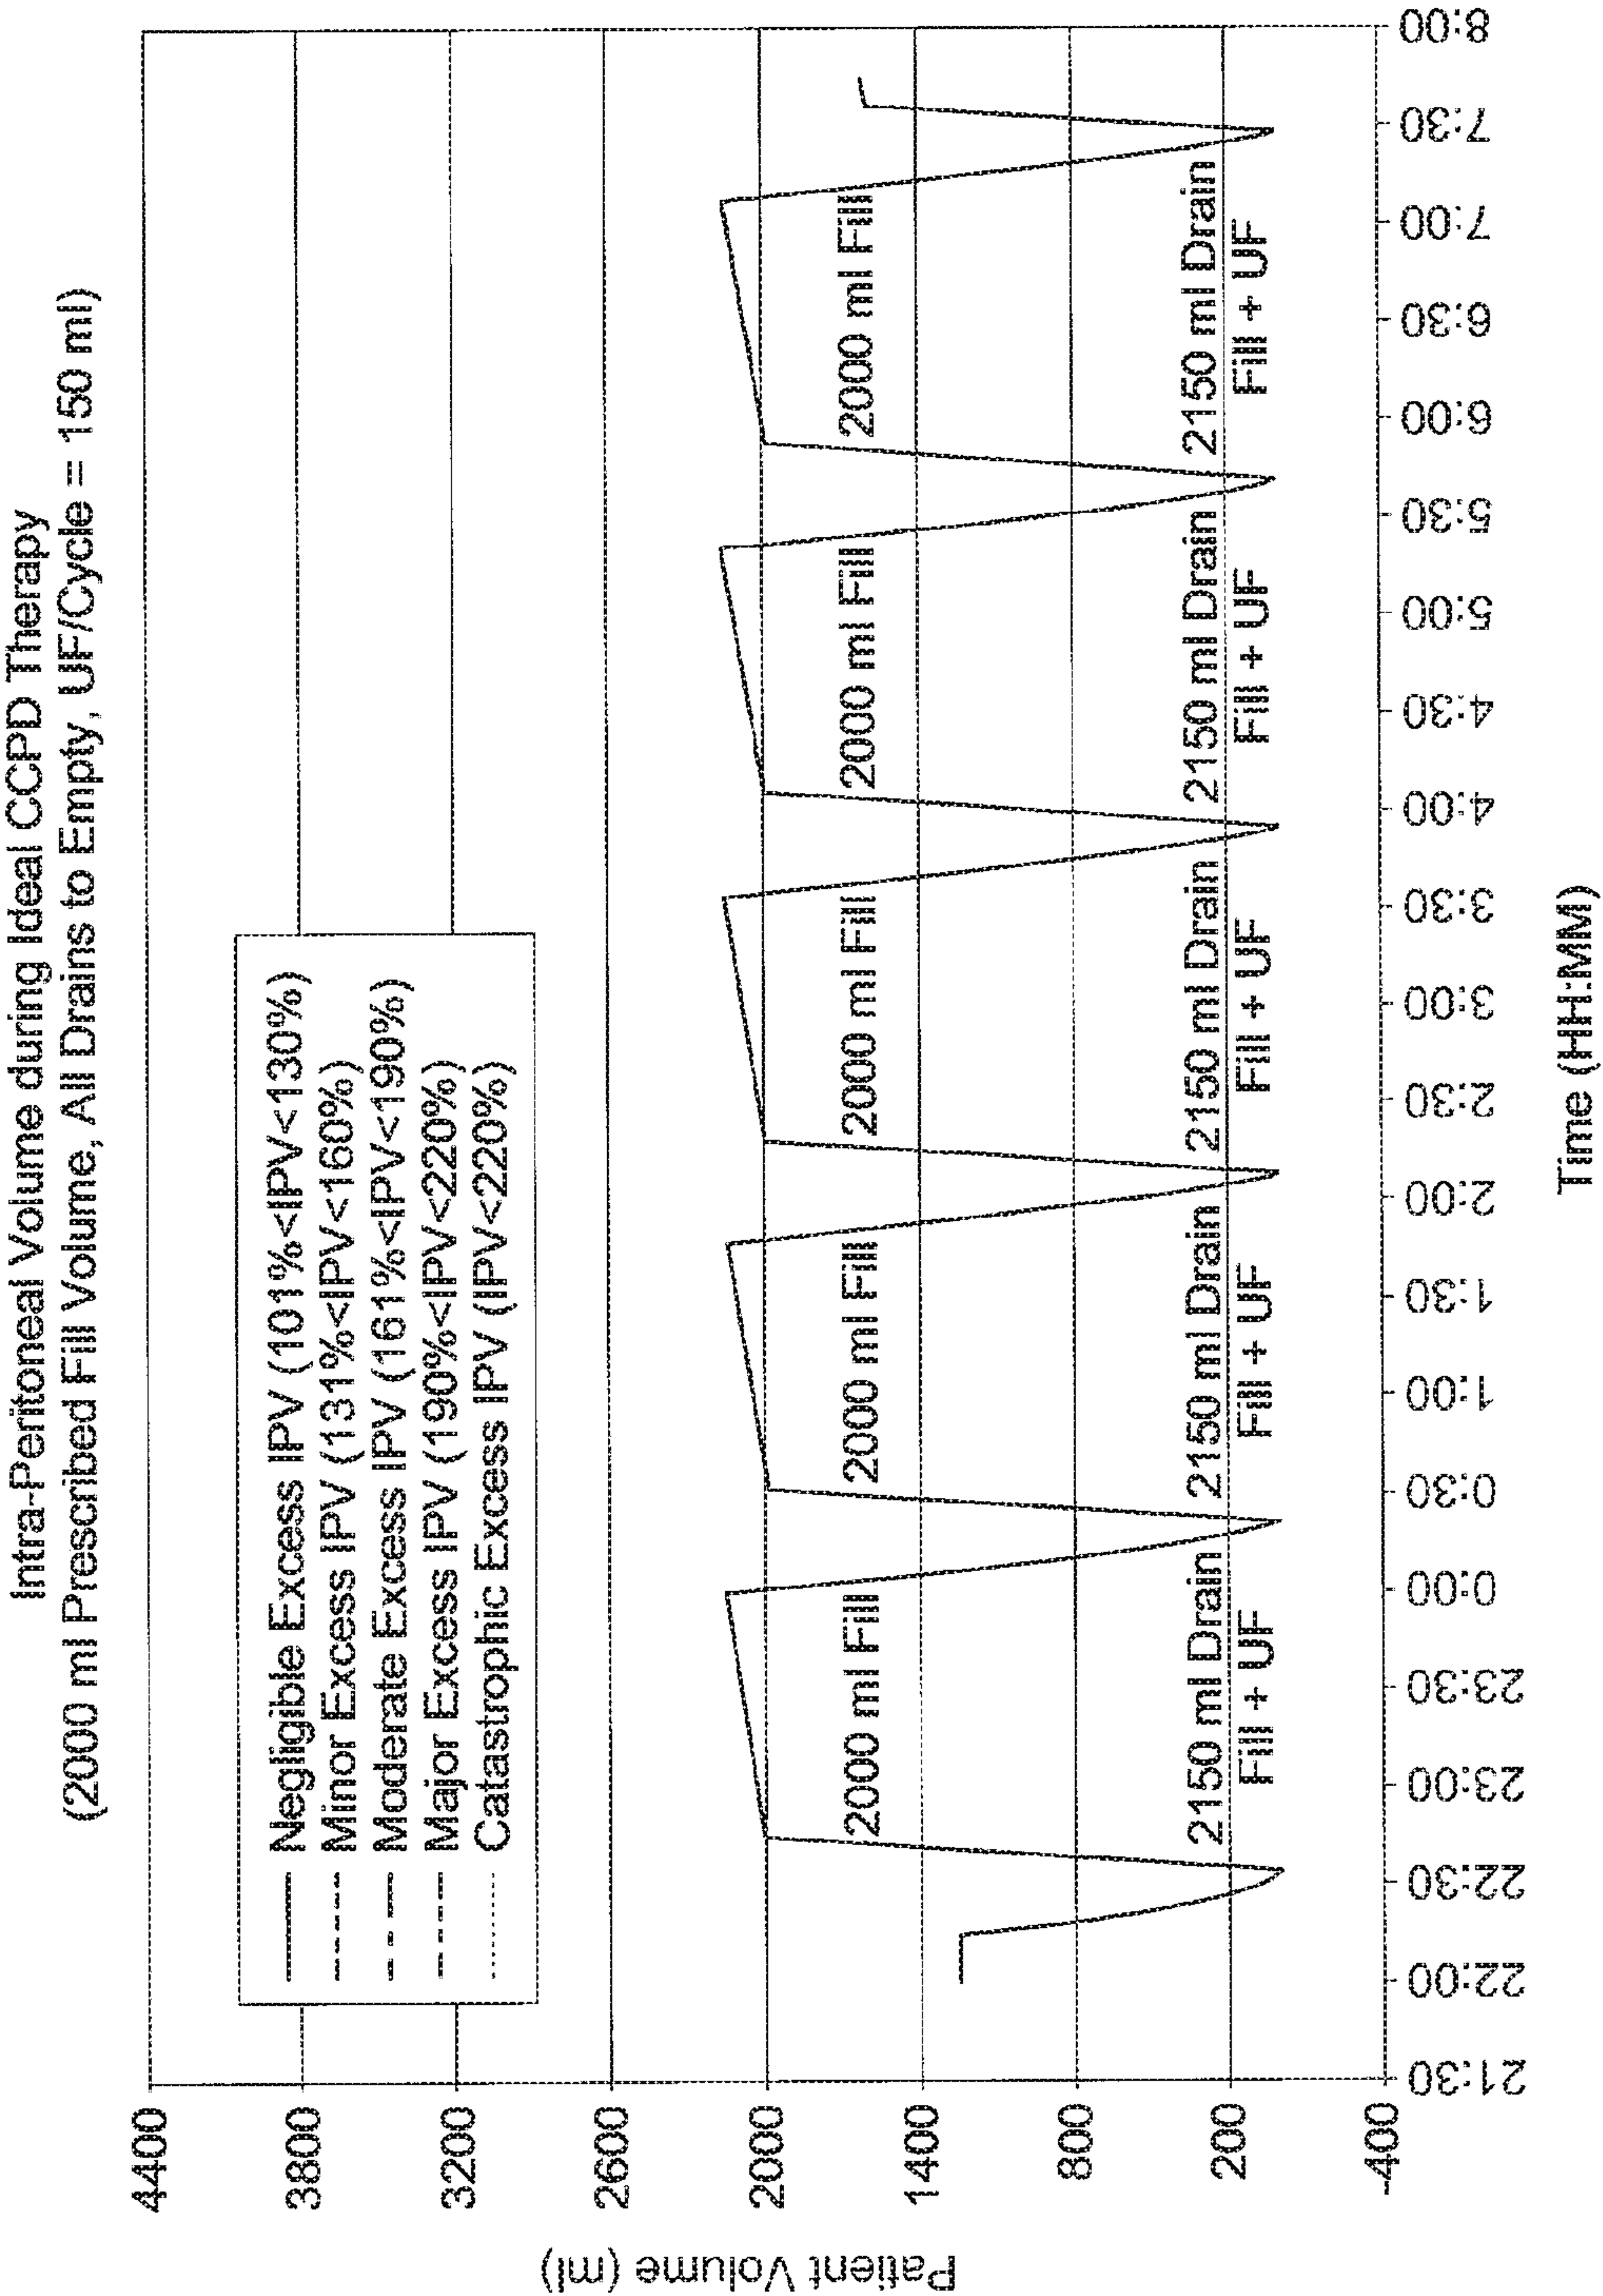 Intra-Peritoneal Volume during Ideal CCPD Therapy
(2000 ml Prescribed Fill Volume, All Drains to Empty, UF/Cycle = 150 ml)
Patient Volume (ml)
4400
3800
3200
2600
2000
1400
800
200
-400
Negligible Excess IPV (101%<IPV<130%)
Minor Excess IPV (131%<IPV<160%)
Moderate Excess IPV (161%<IPV<190%)
Major Excess IPV (190%<IPV<220%)
Catastrophic Excess IPV (IPV<220%)
2000 ml Fill
2000 ml Fill
2000 ml Fill
2000 ml Fill
2000 ml Fill
2150 ml Drain
Fill + UF
2150 ml Drain
Fill + UF
2150 ml Drain
Fill + UF
2150 ml Drain
Fill + UF
2150 ml Drain
Fill + UF
21:30
22:00
22:30
23:00
23:30
0:00
0:30
1:00
1:30
2:00
2:30
3:00
3:30
4:00
4:30
5:00
5:30
6:00
6:30
7:00
7:30
8:00
Time (HH:MM)